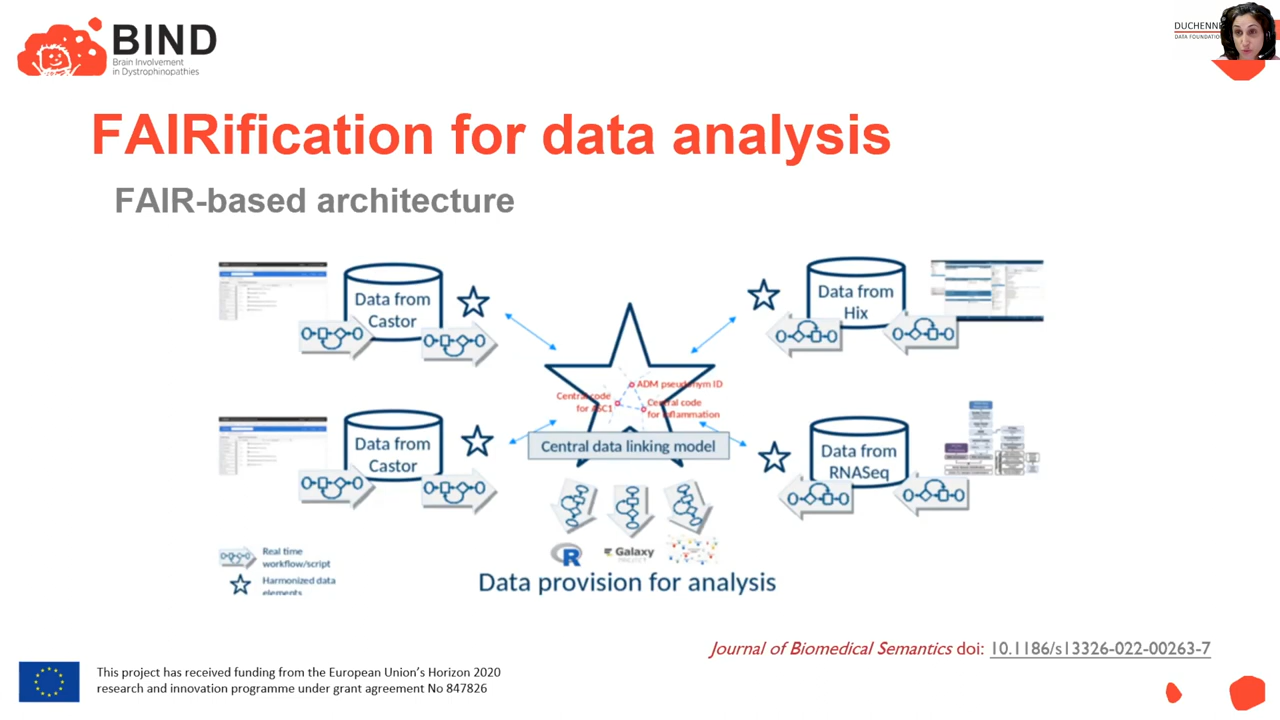 BIND
Brain Involvement
in Dystrophinopathies
DUCHENNE
DATA FOUNDATION
FAIRification for data analysis
FAIR-based architecture
Data from
Castor
Data from
Hix
ADM pseudonym ID
Central code
for
Central code
for inflammation
Central data linking model
Data from
Castor
Data from
RNASeq
Real time
workflow/script
Harmonized data
elements
R
Galaxy
Data provision for analysis
Journal of Biomedical Semantics doi: 10.1186/s13326-022-00263-7
This project has received funding from the European Union's Horizon 2020
research and innovation programme under grant agreement No 847826